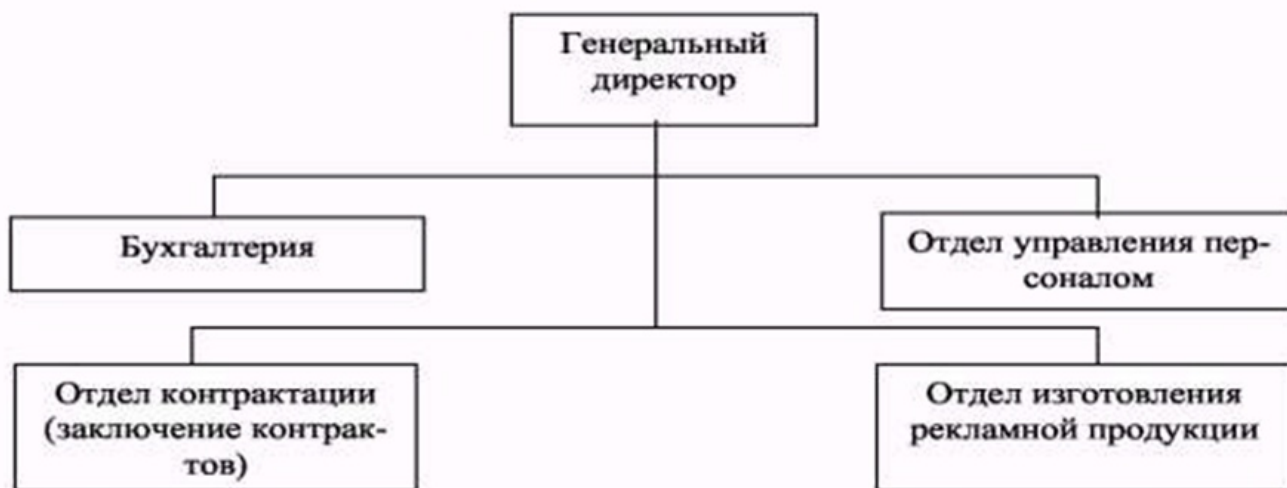 Генеральный
директор
Бухгалтерия
Отдел управления пер-
соналом
Отдел контрактации
(заключение контрак-
тов)
Отдел изготовления
рекламной продукции